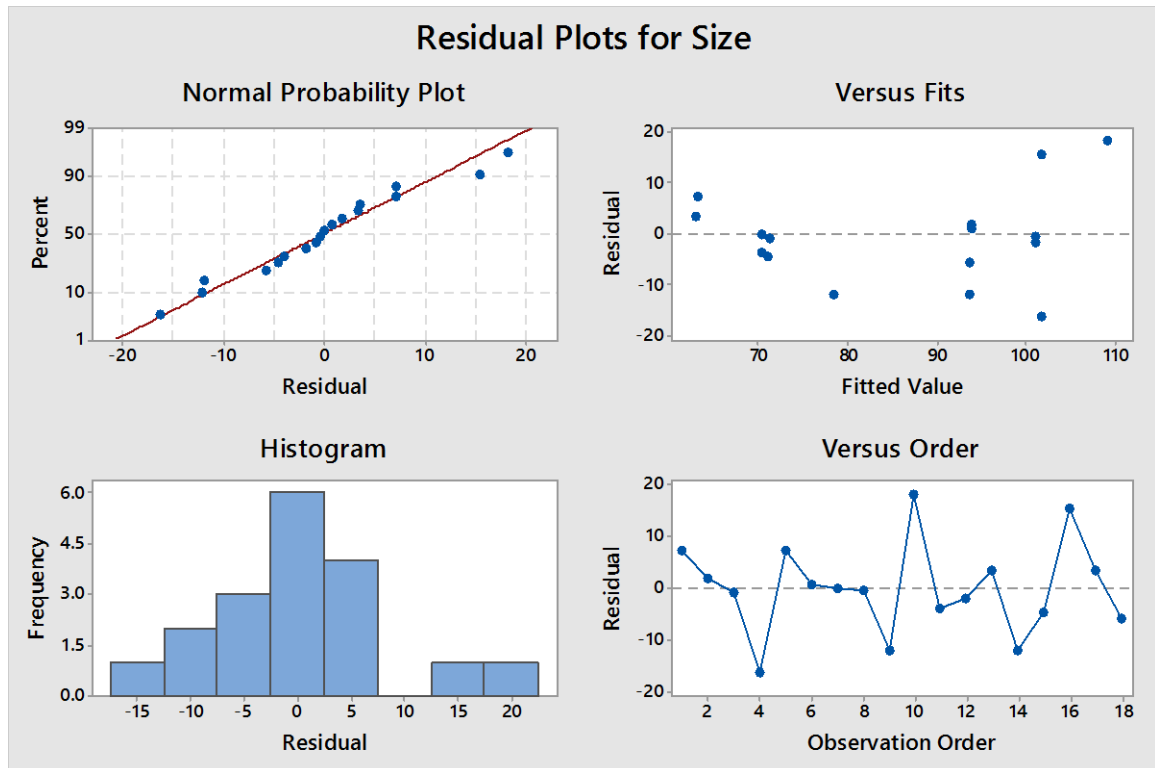 Residual Plots for Size
Normal Probability Plot
99
90
50
10
1
Percent
-20 -10 0 10 20
Residual
Versus Fits
20
10
0
-10
-20
Residual
70 80 90 100 110
Fitted Value
Histogram
6.0
4.5
3.0
1.5
0.0
Frequency
-15 -10 -5 0 5 10 15 20
Residual
Versus Order
20
10
0
-10
-20
Residual
2 4 6 8 10 12 14 16 18
Observation Order